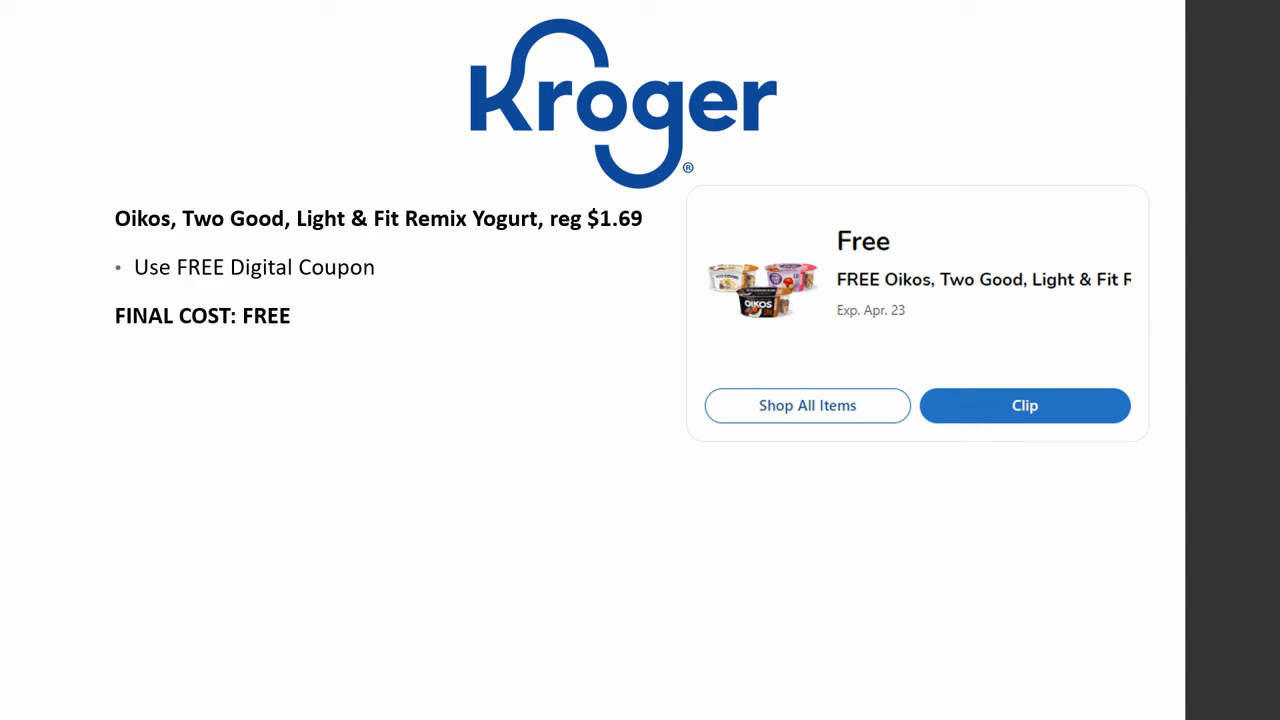 Kroger
®
Oikos, Two Good, Light & Fit Remix Yogurt, reg $1.69
• Use FREE Digital Coupon
FINAL COST: FREE
Free
FREE Oikos, Two Good, Light & Fit R
Exp. Apr. 23
OIKOS
Shop All Items
Clip